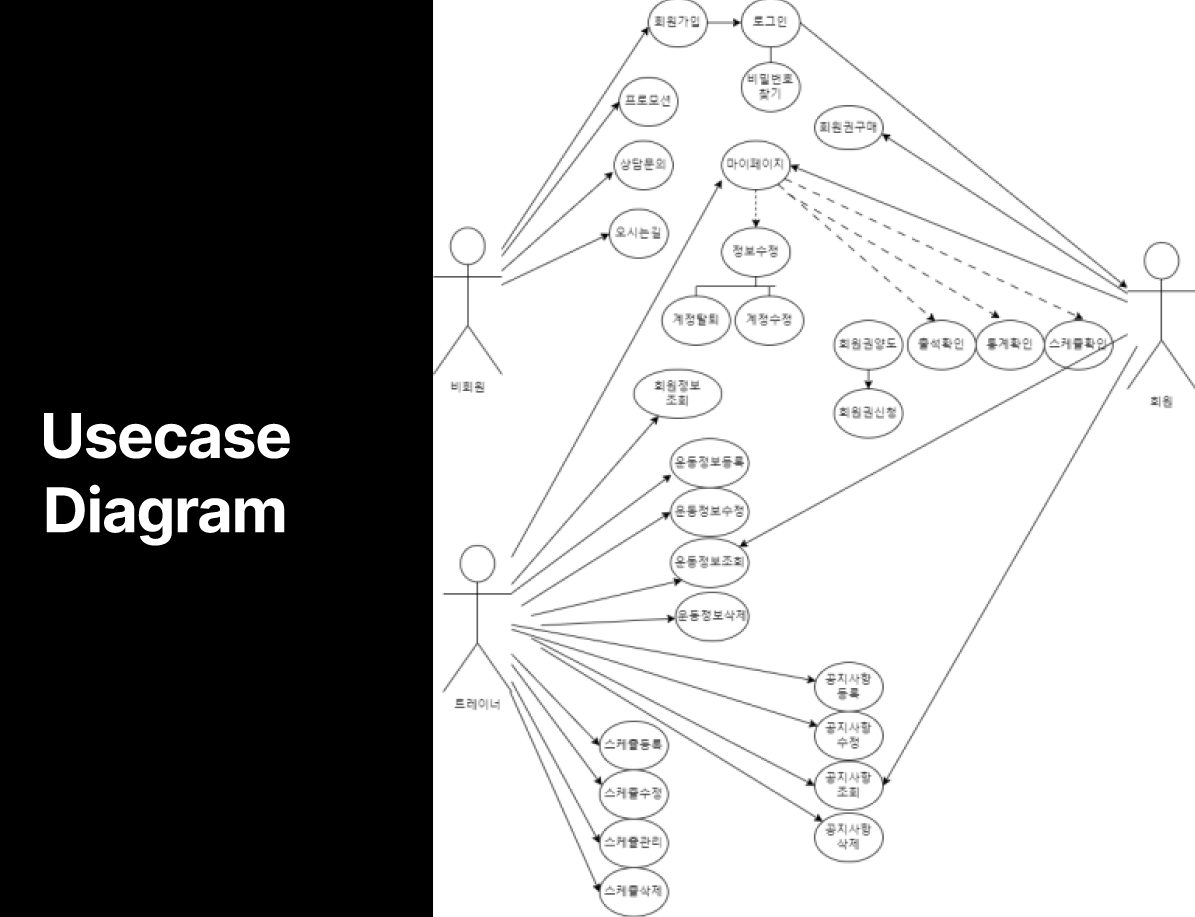 Usecase
Diagram
회원가입
로그인
비밀번호
찾기
프로모션
회원권구매
상담문의
마이페이지
오시는길
정보수정
계정탈퇴
계정수정
회원권양도
출석확인
통계확인
스케줄확인
비회원
회원
회원정보
조회
회원권신청
운동정보등록
운동정보수정
운동정보조회
운동정보삭제
트레이너
공지사항
등록
공지사항
수정
공지사항
조회
공지사항
삭제
스케줄등록
스케줄수정
스케줄관리
스케줄삭제